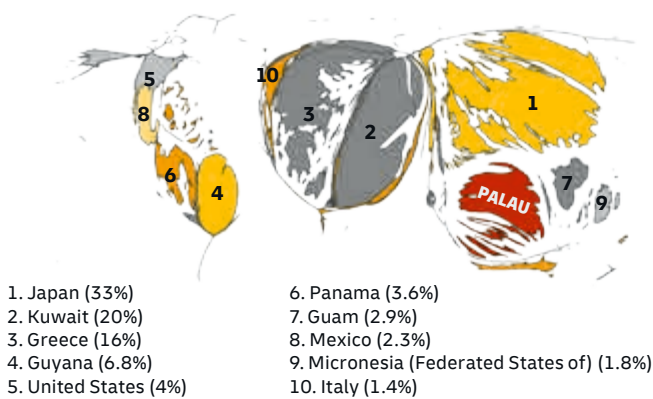 5
10
8
3
1
2
6
4
PALAU
7
9
1. Japan (33%)
2. Kuwait (20%)
3. Greece (16%)
4. Guyana (6.8%)
5. United States (4%)
6. Panama (3.6%)
7. Guam (2.9%)
8. Mexico (2.3%)
9. Micronesia (Federated States of) (1.8%)
10. Italy (1.4%)